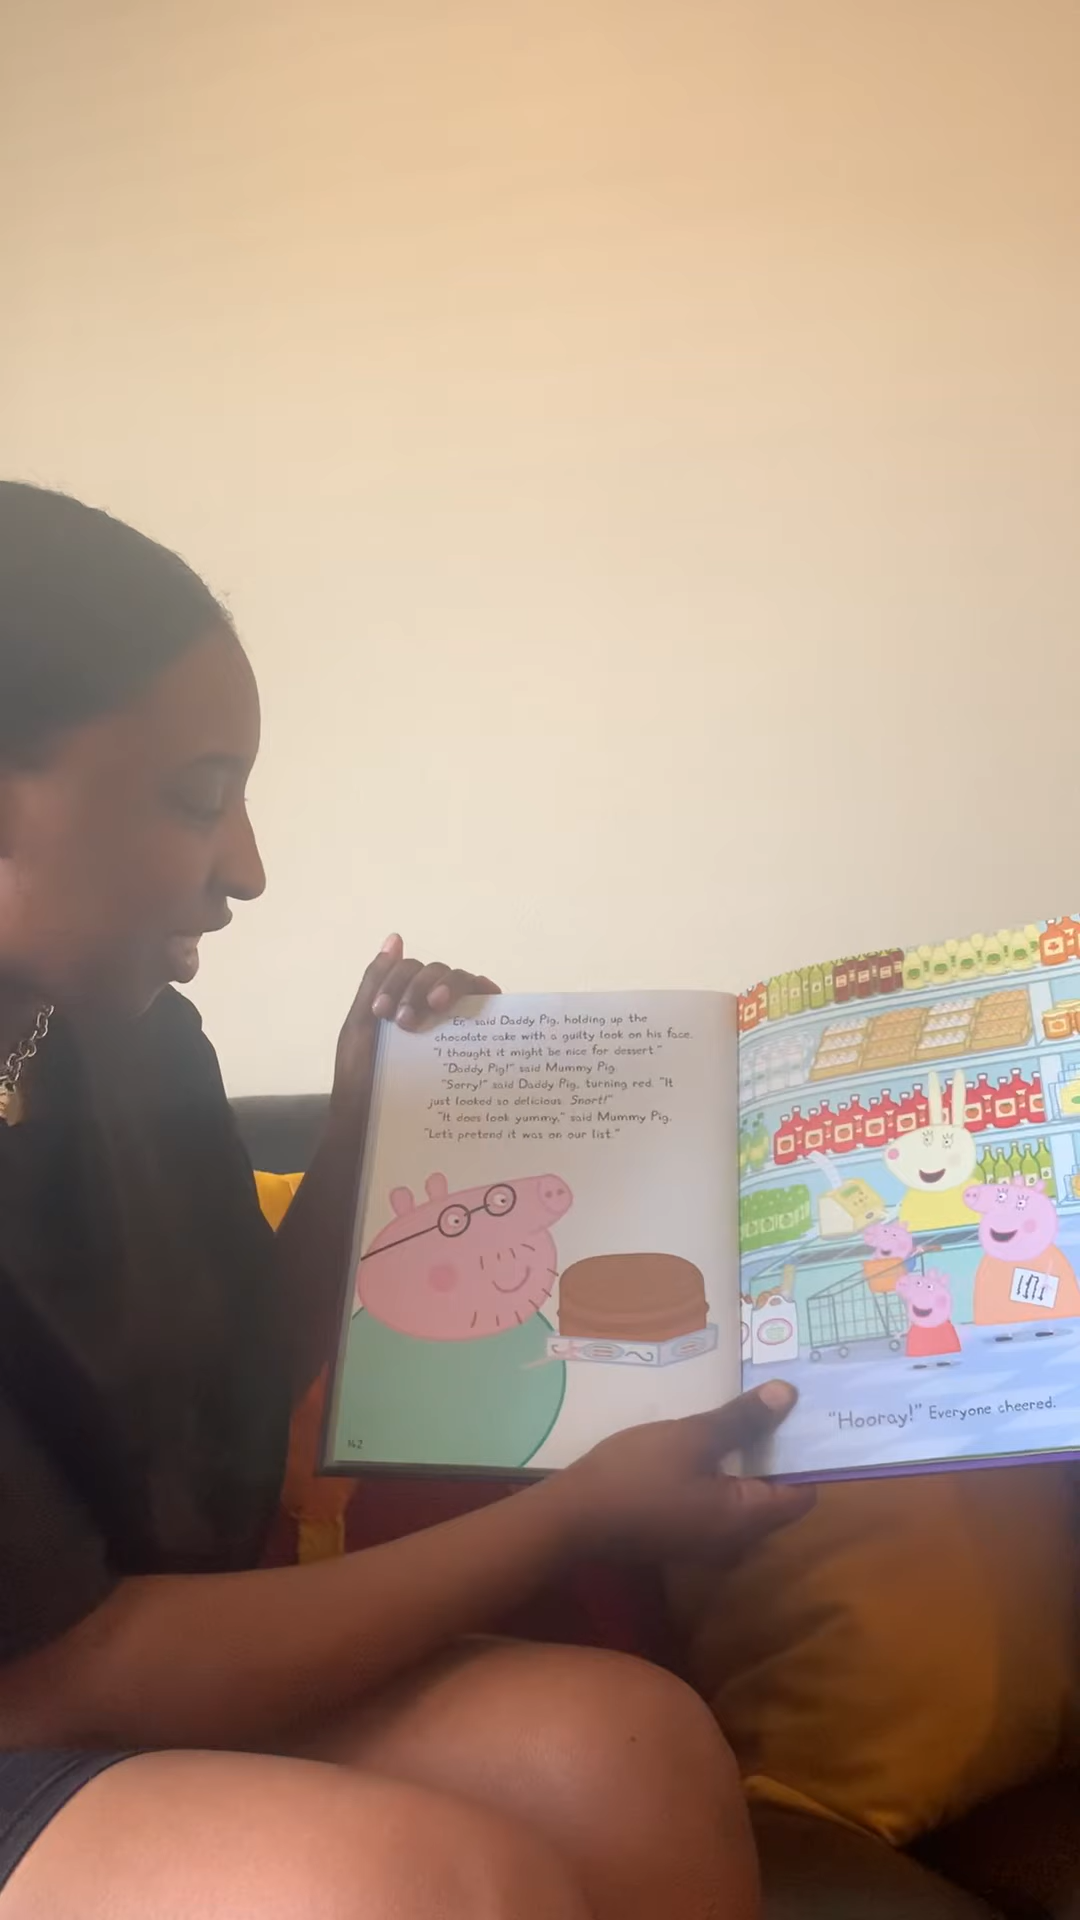 "Er," said Daddy Pig, holding up the
chocolate cake with a guilty look on his face.
"I thought it might be nice for dessert."
"Daddy Pig!" said Mummy Pig.
"Sorry!" said Daddy Pig, turning red. "It
just looked so delicious. Snort!"
"It does look yummy," said Mummy Pig.
"Let's pretend it was on our list."
142
"Hooray!" Everyone cheered.